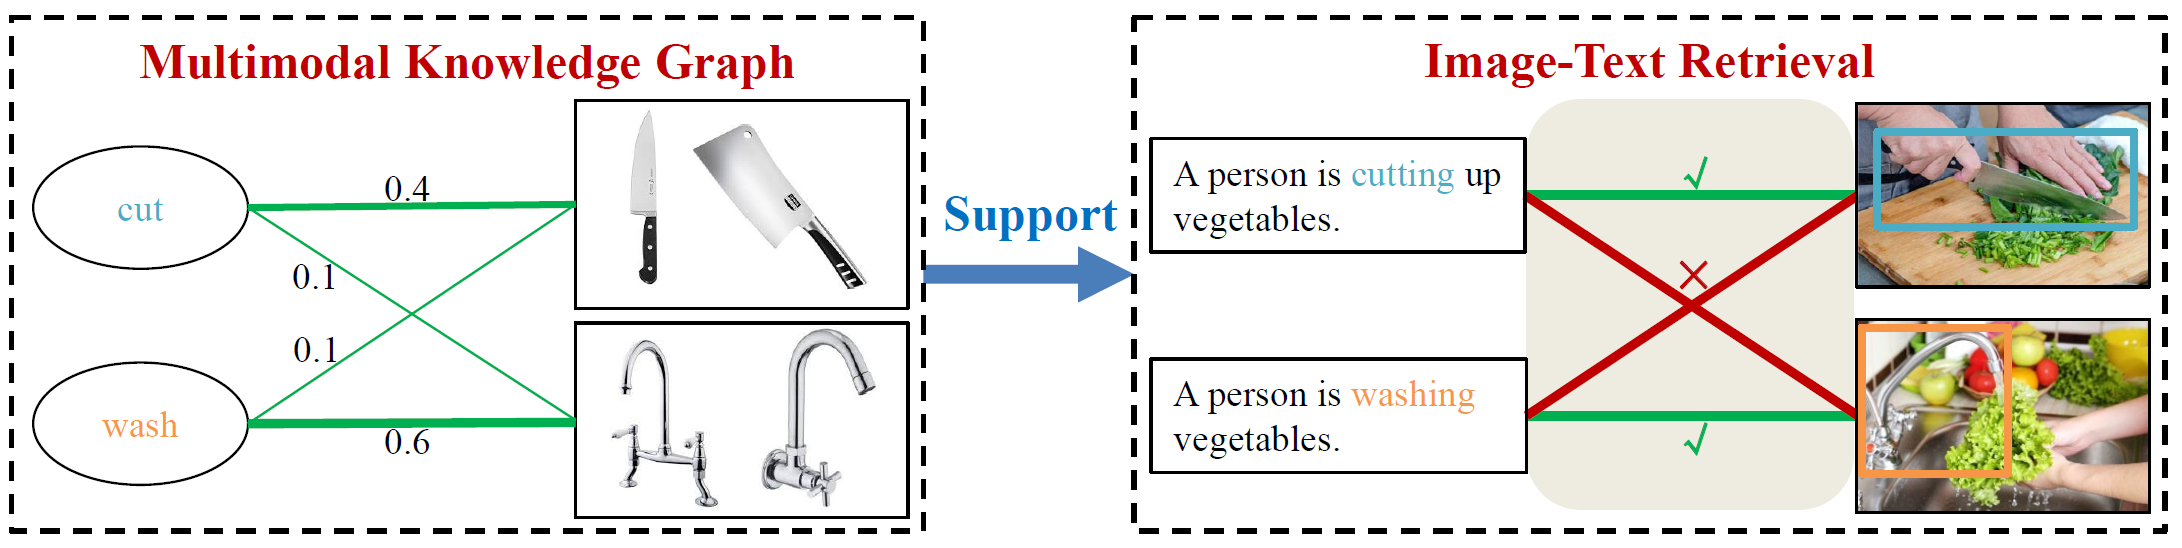 Multimodal Knowledge Graph
cut
wash
0.4
0.1
0.1
0.6
Support
Image-Text Retrieval
A person is cutting up
vegetables.
A person is washing
vegetables.